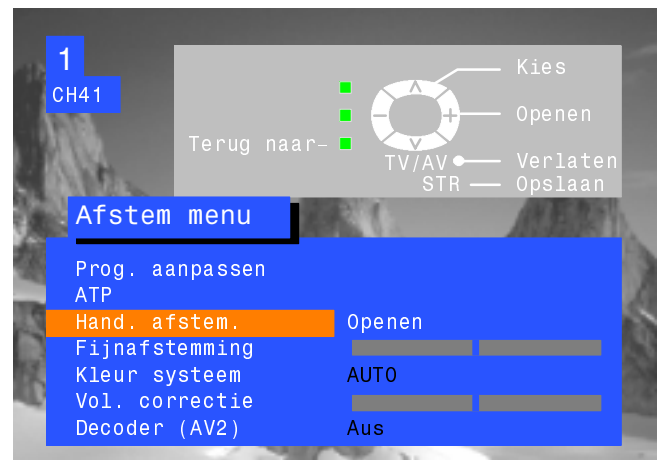 1
CH41
Kies
Openen
Terug naar-
TV/AV Verlaten
STR Opslaan
Afstem menu
Prog. aanpassen
ATP
Hand. afstem. Openen
Fijnafstemming
Kleur systeem AUTO
Vol. correctie
Decoder (AV2) Aus